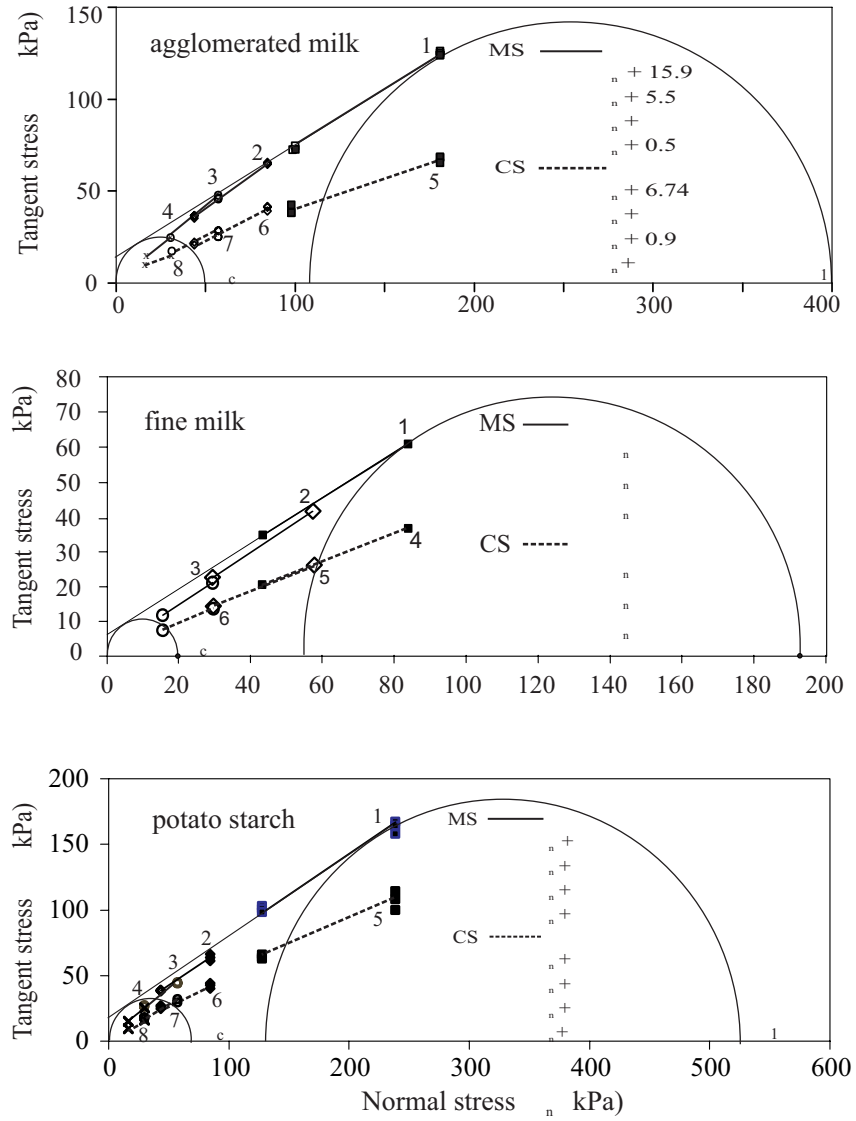 150
kPa)
Tangent stress
agglomerated milk
1
MS
n + 15.9
n + 5.5
n +
n + 0.5
100
3
2
CS
5
n + 6.74
n +
n + 0.9
n +
50
4
6
7
8
c
l
0
0
100
200
300
400
80
kPa)
Tangent stress
fine milk
1
MS
n
n
n
70
60
50
2
40
CS
4
n
n
n
30
3
5
20
6
10
c
0
0
20
40
60
80
100
120
140
160
180
200
200
kPa)
Tangent stress
potato starch
1
MS
n +
n +
n +
n +
150
100
5
CS
n +
n +
n +
n +
2
3
50
4
6
7
8
c
l
0
0
100
200
300
400
500
600
Normal stress n kPa)